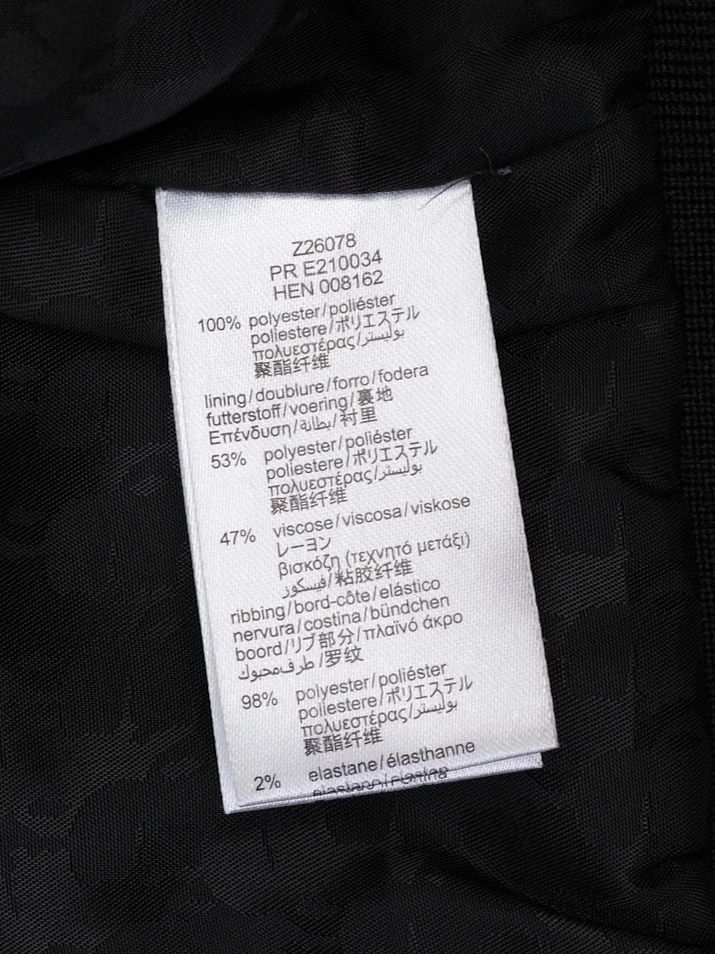 Z26078
PR E210034
HEN 008162
100% polyester/poliéster
poliestere/ポリエステル
πολυεστέρας/بوليستر
聚酯纤维
lining/doublure/forro/fodera
futterstoff/voering/裏地
Επένδυση/بطانة/衬里
53% polyester/poliéster
poliestere/ポリエステル
πολυεστέρας/بوليستر
聚酯纤维
47% viscose/viscosa/viskose
レーヨン
βισκόζη (τεχνητό μετάξι)
فيسكوز/粘胶纤维
ribbing/bord-côte/elástico
nervura/costina/bündchen
boord/リブ部分/πλαϊνό άκρο
طرف محبوك/罗纹
98% polyester/poliéster
poliestere/ポリエステル
πολυεστέρας/بوليستر
聚酯纤维
2% elastane/élasthanne